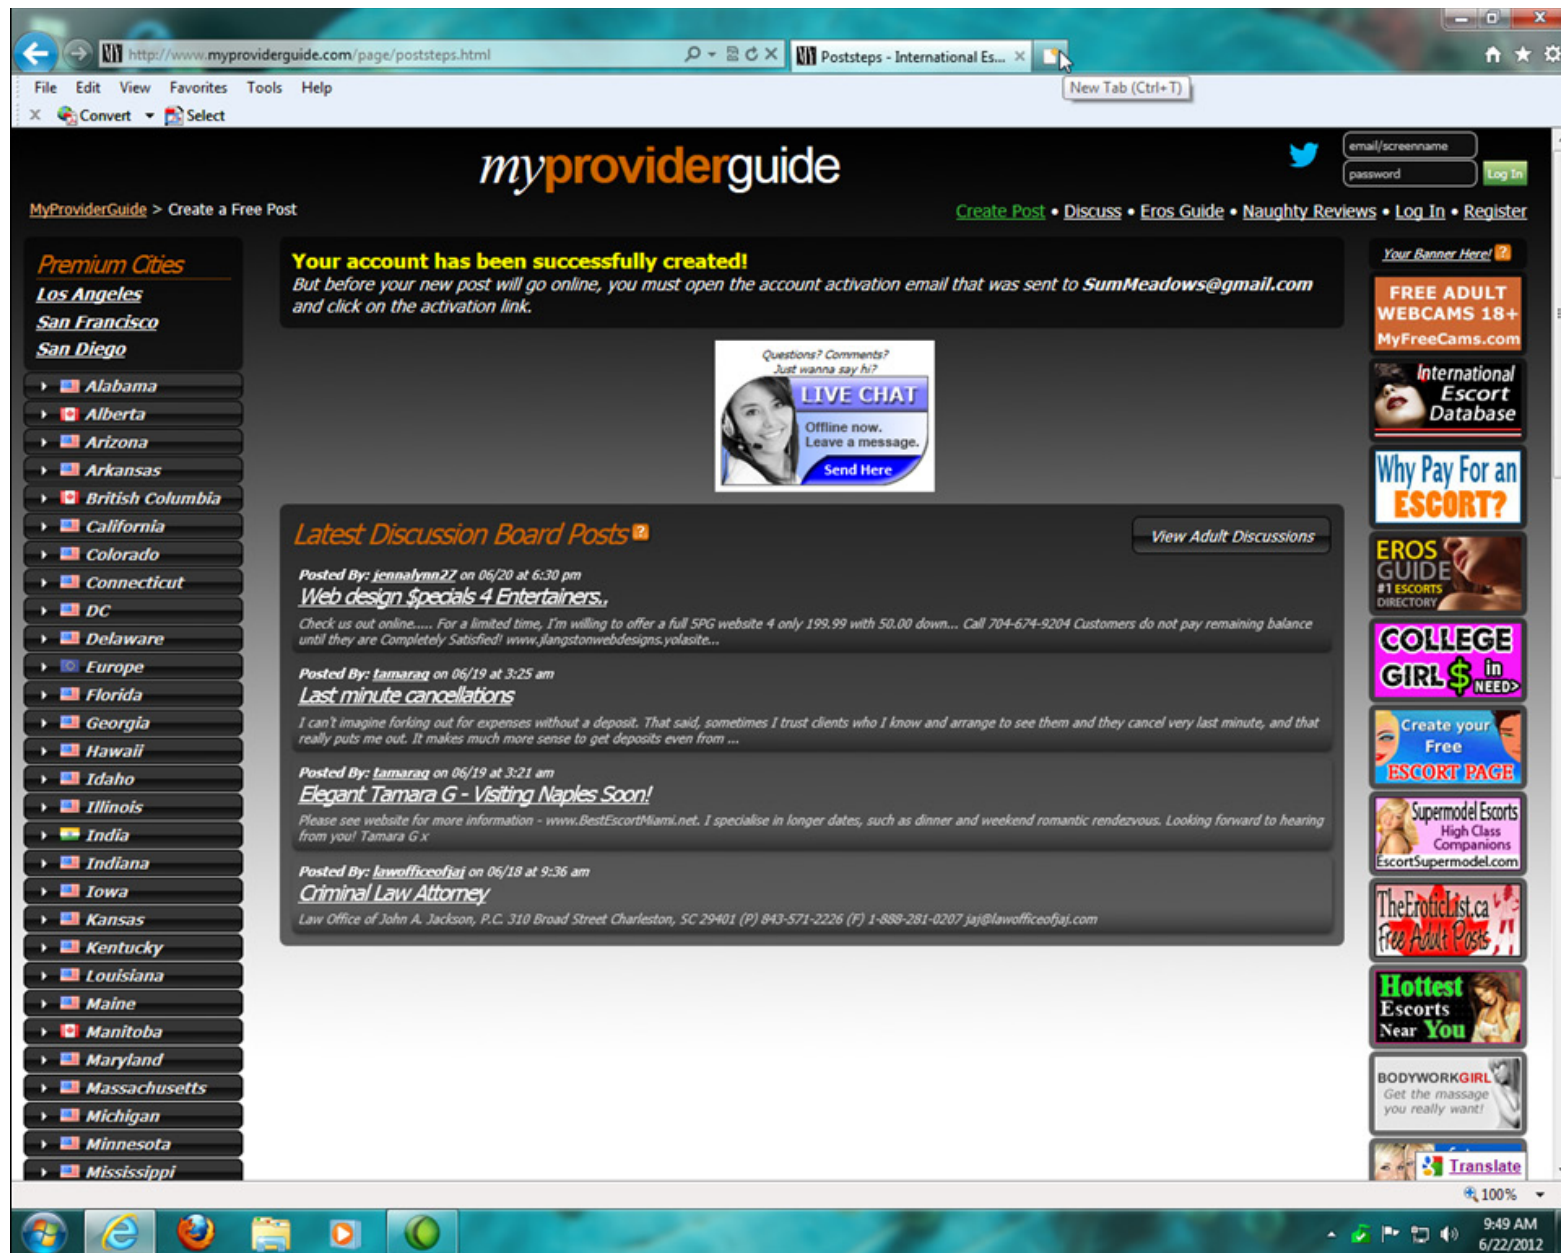 http://www.myproviderguide.com/page/poststeps.html
Poststeps - International Es...
New Tab (Ctrl+T)
File Edit View Favorites Tools Help
Convert Select
myproviderguide
email/screenname
password
Log In
MyProviderGuide > Create a Free Post
Create Post • Discuss • Eros Guide • Naughty Reviews • Log In • Register
Premium Cities
Los Angeles
San Francisco
San Diego
Alabama
Alberta
Arizona
Arkansas
British Columbia
California
Colorado
Connecticut
DC
Delaware
Europe
Florida
Georgia
Hawaii
Idaho
Illinois
India
Indiana
Iowa
Kansas
Kentucky
Louisiana
Maine
Manitoba
Maryland
Massachusetts
Michigan
Minnesota
Mississippi
Your account has been successfully created!
But before your new post will go online, you must open the account activation email that was sent to SumMeadows@gmail.com
and click on the activation link.
Questions? Comments?
Just wanna say hi?
LIVE CHAT
Offline now.
Leave a message.
Send Here
Latest Discussion Board Posts ?
View Adult Discussions
Posted By: jennalynn27 on 06/20 at 6:30 pm
Web design $pecials 4 Entertainers..
Check us out online..... For a limited time, I'm willing to offer a full 5PG website 4 only 199.99 with 50.00 down... Call 704-674-9204 Customers do not pay remaining balance
until they are Completely Satisfied! www.jlangstonwebdesigns.yolasite...
Posted By: tamarag on 06/19 at 3:25 am
Last minute cancellations
I can't imagine forking out for expenses without a deposit. That said, sometimes I trust clients who I know and arrange to see them and they cancel very last minute, and that
really puts me out. It makes much more sense to get deposits even from ...
Posted By: tamarag on 06/19 at 3:21 am
Elegant Tamara G - Visiting Naples Soon!
Please see website for more information - www.BestEscortMiami.net. I specialise in longer dates, such as dinner and weekend romantic rendezvous. Looking forward to hearing
from you! Tamara G x
Posted By: lawofficeofjaj on 06/18 at 9:36 am
Criminal Law Attorney
Law Office of John A. Jackson, P.C. 310 Broad Street Charleston, SC 29401 (P) 843-571-2226 (F) 1-888-281-0207 jaj@lawofficeofjaj.com
Your Banner Here! ?
FREE ADULT
WEBCAMS 18+
MyFreeCams.com
International
Escort
Database
Why Pay For an
ESCORT?
EROS
GUIDE
#1 ESCORTS
DIRECTORY
COLLEGE
GIRL $ in
NEED>
Create your
Free
ESCORT PAGE
Supermodel Escorts
High Class
Companions
EscortSupermodel.com
TheEroticList.ca
Free Adult Posts
Hottest
Escorts
Near You
BODYWORKGIRL
Get the massage
you really want!
Translate
100%
9:49 AM
6/22/2012